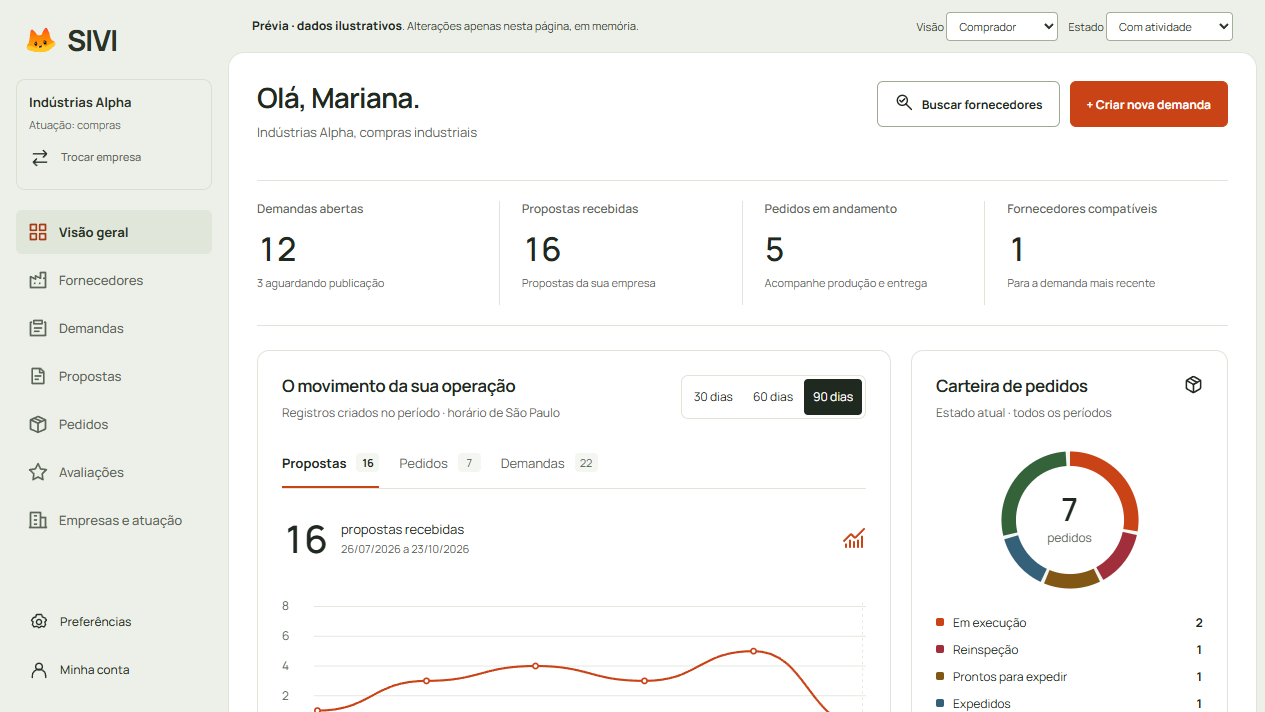 SIVI
Prévia · dados ilustrativos. Alterações apenas nesta página, em memória.
Visão Comprador Estado Com atividade
Indústrias Alpha
Atuação: compras
Trocar empresa
Visão geral
Fornecedores
Demandas
Propostas
Pedidos
Avaliações
Empresas e atuação
Preferências
Minha conta
Olá, Mariana.
Indústrias Alpha, compras industriais
Buscar fornecedores
+ Criar nova demanda
Demandas abertas
12
3 aguardando publicação
Propostas recebidas
16
Propostas da sua empresa
Pedidos em andamento
5
Acompanhe produção e entrega
Fornecedores compatíveis
1
Para a demanda mais recente
O movimento da sua operação
Registros criados no período · horário de São Paulo
30 dias 60 dias 90 dias
Propostas 16 Pedidos 7 Demandas 22
16
propostas recebidas
26/07/2026 a 23/10/2026
8
6
4
2
Carteira de pedidos
Estado atual · todos os períodos
7
pedidos
Em execução 2
Reinspeção 1
Prontos para expedir 1
Expedidos 1